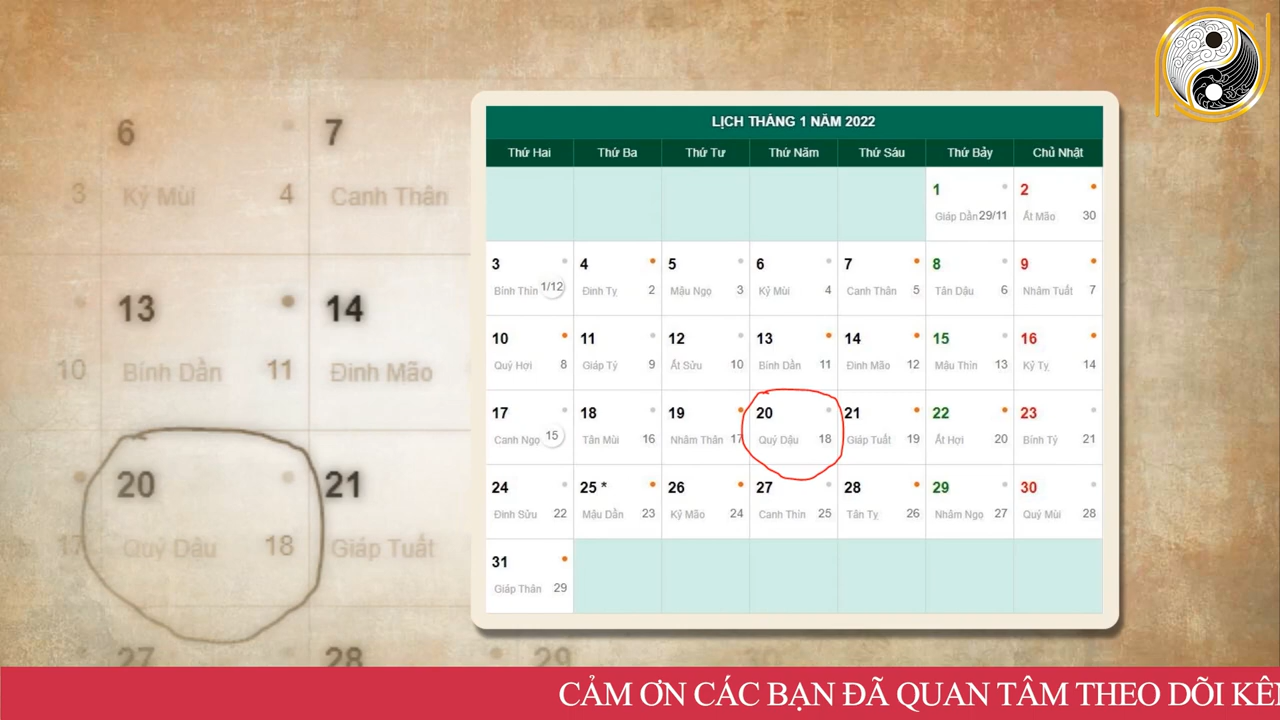 6 7
3 Kỷ Mùi 4 Canh Thân
13 14
10 Bính Dần 11 Đinh Mão
20 21
17 Quý Dậu 18 Giáp Tuất
27 28 29 30
LỊCH THÁNG 1 NĂM 2022
Thứ Hai Thứ Ba Thứ Tư Thứ Năm Thứ Sáu Thứ Bảy Chủ Nhật
1 2
Giáp Dần 29/11 Ất Mão 30
3 4 5 6 7 8 9
Bính Thìn 1/12 Đinh Tỵ 2 Mậu Ngọ 3 Kỷ Mùi 4 Canh Thân 5 Tân Dậu 6 Nhâm Tuất 7
10 11 12 13 14 15 16
Quý Hợi 8 Giáp Tý 9 Ất Sửu 10 Bính Dần 11 Đinh Mão 12 Mậu Thìn 13 Kỷ Tỵ 14
17 18 19 20 21 22 23
Canh Ngọ 15 Tân Mùi 16 Nhâm Thân 17 Quý Dậu 18 Giáp Tuất 19 Ất Hợi 20 Bính Tý 21
24 25 * 26 27 28 29 30
Đinh Sửu 22 Mậu Dần 23 Kỷ Mão 24 Canh Thìn 25 Tân Tỵ 26 Nhâm Ngọ 27 Quý Mùi 28
31
Giáp Thân 29
CẢM ƠN CÁC BẠN ĐÃ QUAN TÂM THEO DÕI